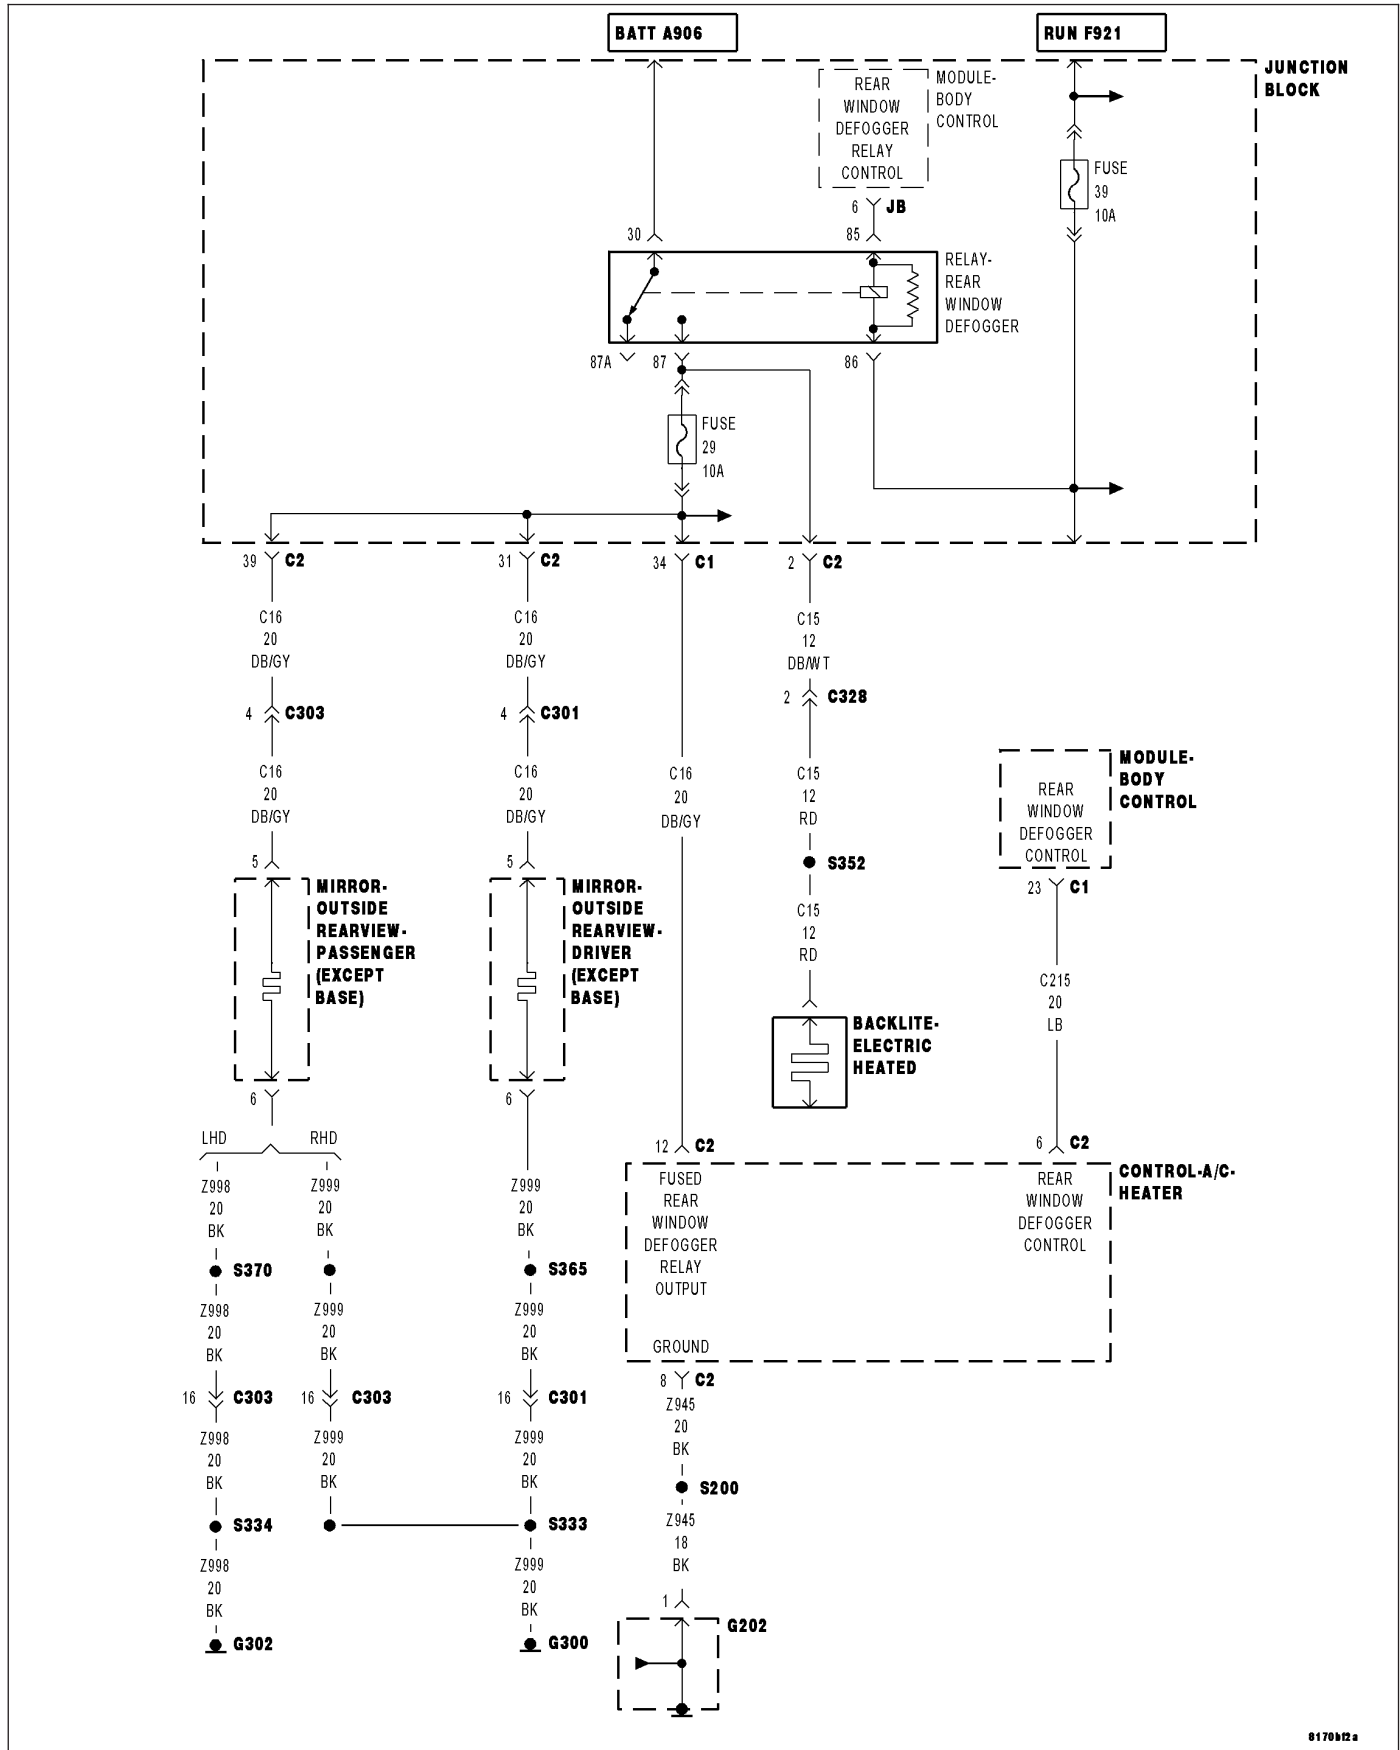 BATT A906
RUN F921
JUNCTION
BLOCK
REAR
WINDOW
DEFOGGER
RELAY
CONTROL
MODULE-
BODY
CONTROL
6 JB
FUSE
39
10A
30
85
RELAY-
REAR
WINDOW
DEFOGGER
87A
87
86
FUSE
29
10A
39 C2
31 C2
34 C1
2 C2
C16
20
DB/GY
C16
20
DB/GY
C15
12
DB/WT
4 C303
4 C301
2 C328
C16
20
DB/GY
C16
20
DB/GY
C16
20
DB/GY
C15
12
RD
S352
C15
12
RD
MODULE-
BODY
CONTROL
REAR
WINDOW
DEFOGGER
CONTROL
23 C1
5
MIRROR-
OUTSIDE
REARVIEW-
PASSENGER
(EXCEPT
BASE)
5
MIRROR-
OUTSIDE
REARVIEW-
DRIVER
(EXCEPT
BASE)
C215
20
LB
BACKLITE-
ELECTRIC
HEATED
6
6
LHD
RHD
12 C2
6 C2
CONTROL-A/C-
HEATER
FUSED
REAR
WINDOW
DEFOGGER
RELAY
OUTPUT
REAR
WINDOW
DEFOGGER
CONTROL
GROUND
Z998
20
BK
Z999
20
BK
Z999
20
BK
S370
S365
Z998
20
BK
Z999
20
BK
Z999
20
BK
16 C303
16 C303
16 C301
8 C2
Z945
20
BK
Z998
20
BK
Z999
20
BK
Z999
20
BK
S200
S334
S333
Z945
18
BK
Z998
20
BK
Z999
20
BK
1
G202
G302
G300
8170bf2a